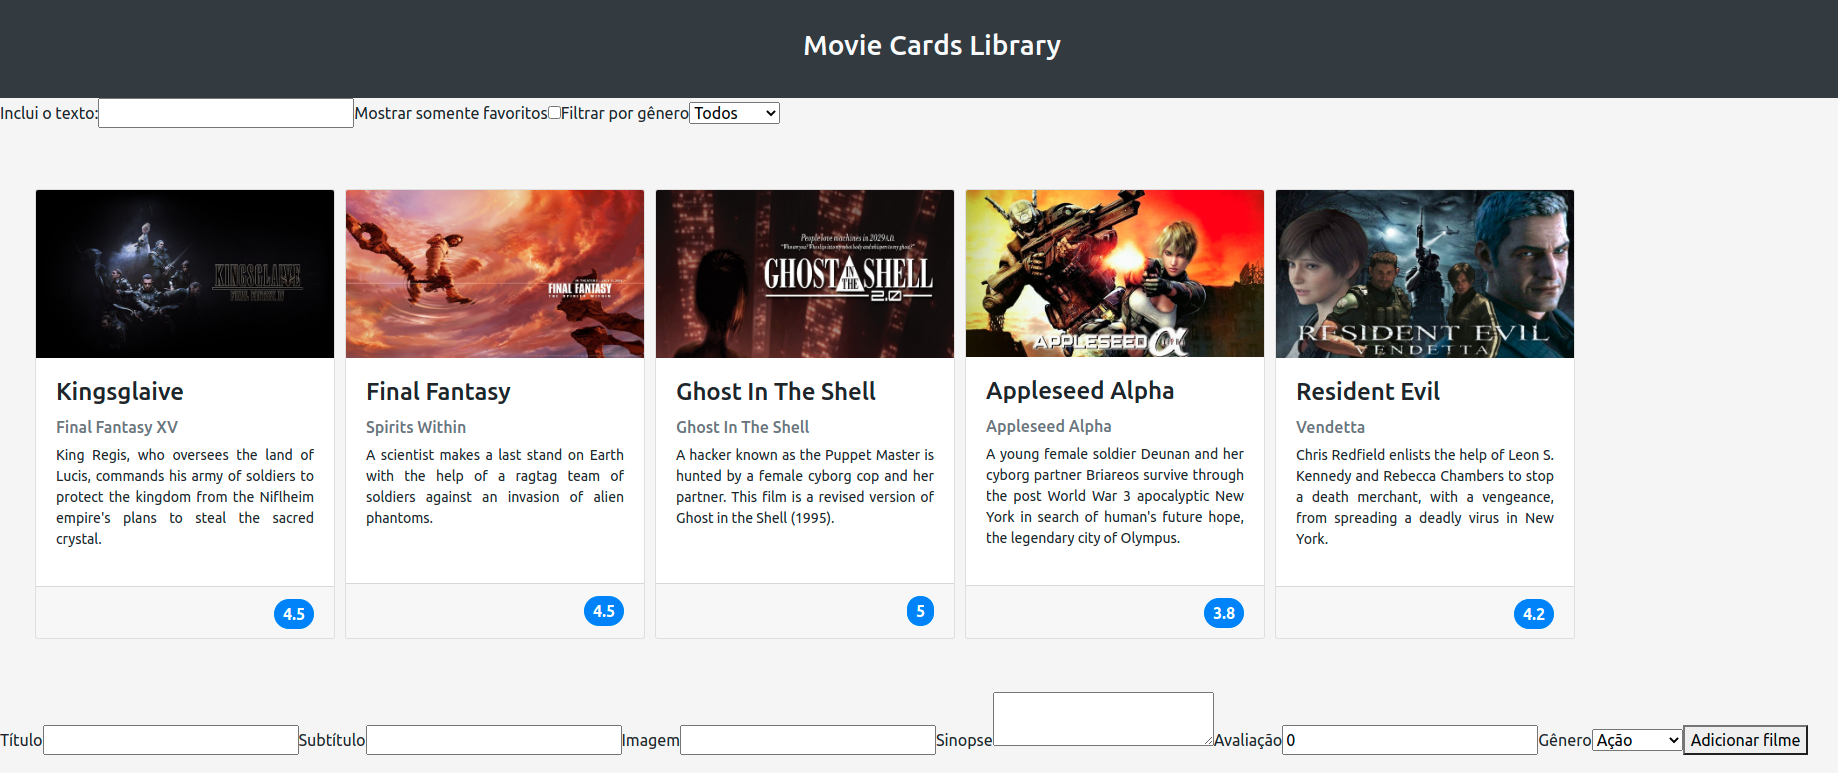 Movie Cards Library
Inclui o texto: Mostrar somente favoritos Filtrar por gênero Todos
KINGSGLAIVE
FINAL FANTASY XV
FINAL FANTASY
THE SPIRITS WITHIN
People love machines in 2029 A.D.
GHOST IN THE SHELL
2.0
APPLESEED α
RESIDENT EVIL
VENDETTA
Kingsglaive
Final Fantasy XV
King Regis, who oversees the land of
Lucis, commands his army of soldiers to
protect the kingdom from the Niflheim
empire's plans to steal the sacred
crystal.
4.5
Final Fantasy
Spirits Within
A scientist makes a last stand on Earth
with the help of a ragtag team of
soldiers against an invasion of alien
phantoms.
4.5
Ghost In The Shell
Ghost In The Shell
A hacker known as the Puppet Master is
hunted by a female cyborg cop and her
partner. This film is a revised version of
Ghost in the Shell (1995).
5
Appleseed Alpha
Appleseed Alpha
A young female soldier Deunan and her
cyborg partner Briareos survive through
the post World War 3 apocalyptic New
York in search of human's future hope,
the legendary city of Olympus.
3.8
Resident Evil
Vendetta
Chris Redfield enlists the help of Leon S.
Kennedy and Rebecca Chambers to stop
a death merchant, with a vengeance,
from spreading a deadly virus in New
York.
4.2
Título Subtítulo Imagem Sinopse Avaliação 0 Gênero Ação Adicionar filme